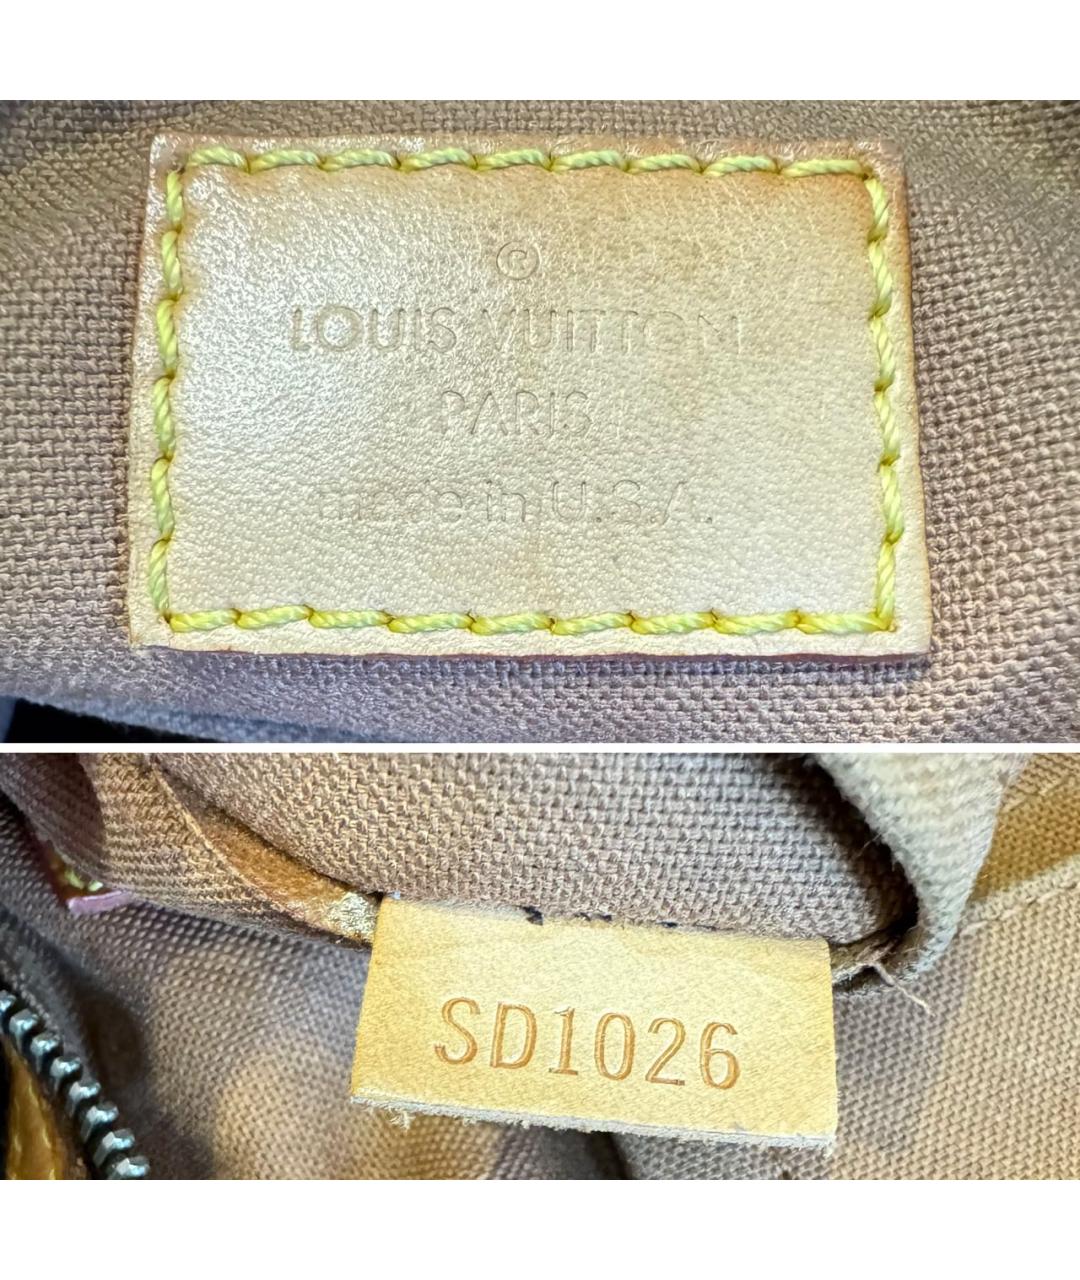 ©
LOUIS VUITTON
PARIS
made in U.S.A.
SD1026